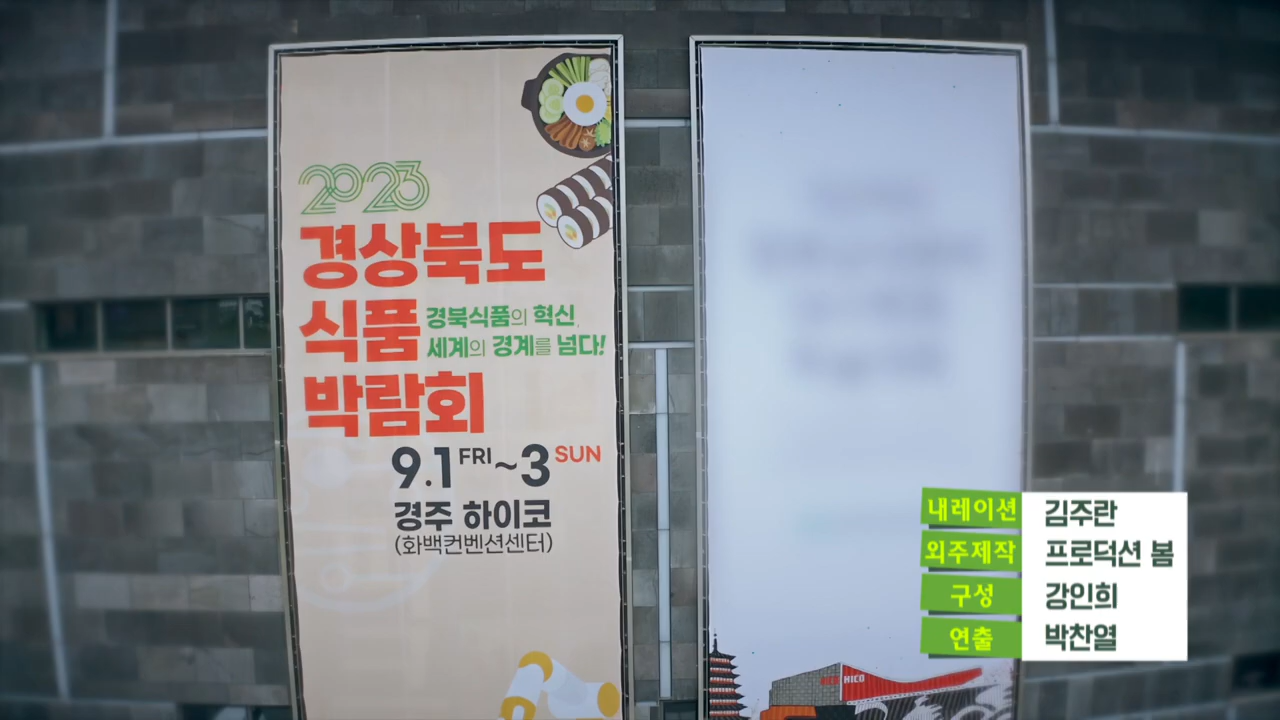 2023
경상북도
식품
경북식품의 혁신,
세계의 경계를 넘다!
박람회
9.1 FRI ~ 3 SUN
경주 하이코
(화백컨벤션센터)
HICO
내레이션 김주란
외주제작 프로덕션 봄
구성 강인희
연출 박찬열